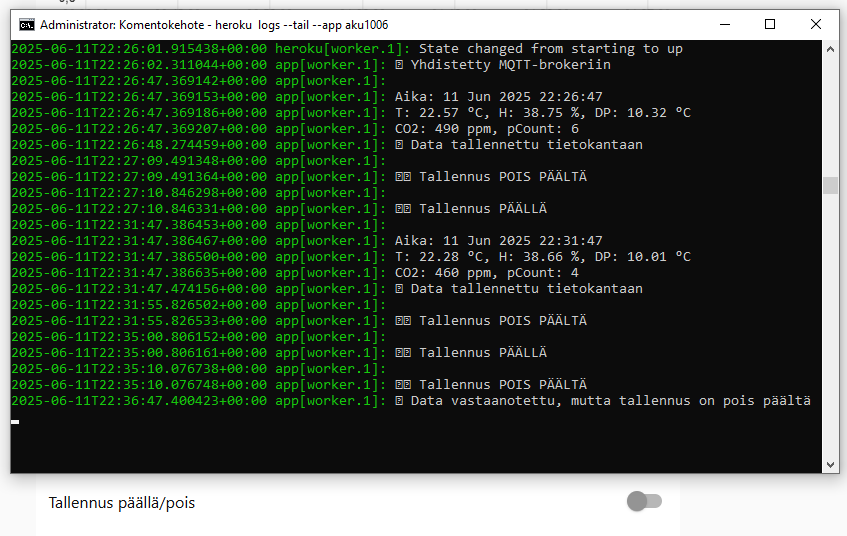 Administrator: Komentokehote - heroku  logs --tail --app aku1006
2025-06-11T22:26:01.915438+00:00 heroku[worker.1]: State changed from starting to up
2025-06-11T22:26:02.311044+00:00 app[worker.1]: Yhdistetty MQTT-brokeriin
2025-06-11T22:26:47.369142+00:00 app[worker.1]:
2025-06-11T22:26:47.369153+00:00 app[worker.1]: Aika: 11 Jun 2025 22:26:47
2025-06-11T22:26:47.369186+00:00 app[worker.1]: T: 22.57 ºC, H: 38.75 %, DP: 10.32 ºC
2025-06-11T22:26:47.369207+00:00 app[worker.1]: CO2: 490 ppm, pCount: 6
2025-06-11T22:26:48.274459+00:00 app[worker.1]: Data tallennettu tietokantaan
2025-06-11T22:27:09.491348+00:00 app[worker.1]:
2025-06-11T22:27:09.491364+00:00 app[worker.1]: Tallennus POIS PÄÄLTÄ
2025-06-11T22:27:10.846298+00:00 app[worker.1]:
2025-06-11T22:27:10.846331+00:00 app[worker.1]: Tallennus PÄÄLLÄ
2025-06-11T22:31:47.386453+00:00 app[worker.1]:
2025-06-11T22:31:47.386467+00:00 app[worker.1]: Aika: 11 Jun 2025 22:31:47
2025-06-11T22:31:47.386500+00:00 app[worker.1]: T: 22.28 ºC, H: 38.66 %, DP: 10.01 ºC
2025-06-11T22:31:47.386635+00:00 app[worker.1]: CO2: 460 ppm, pCount: 4
2025-06-11T22:31:47.474156+00:00 app[worker.1]: Data tallennettu tietokantaan
2025-06-11T22:31:55.826502+00:00 app[worker.1]:
2025-06-11T22:31:55.826533+00:00 app[worker.1]: Tallennus POIS PÄÄLTÄ
2025-06-11T22:35:00.806152+00:00 app[worker.1]:
2025-06-11T22:35:00.806161+00:00 app[worker.1]: Tallennus PÄÄLLÄ
2025-06-11T22:35:10.076738+00:00 app[worker.1]:
2025-06-11T22:35:10.076748+00:00 app[worker.1]: Tallennus POIS PÄÄLTÄ
2025-06-11T22:36:47.400423+00:00 app[worker.1]: Data vastaanotettu, mutta tallennus on pois päältä
Tallennus päällä/pois